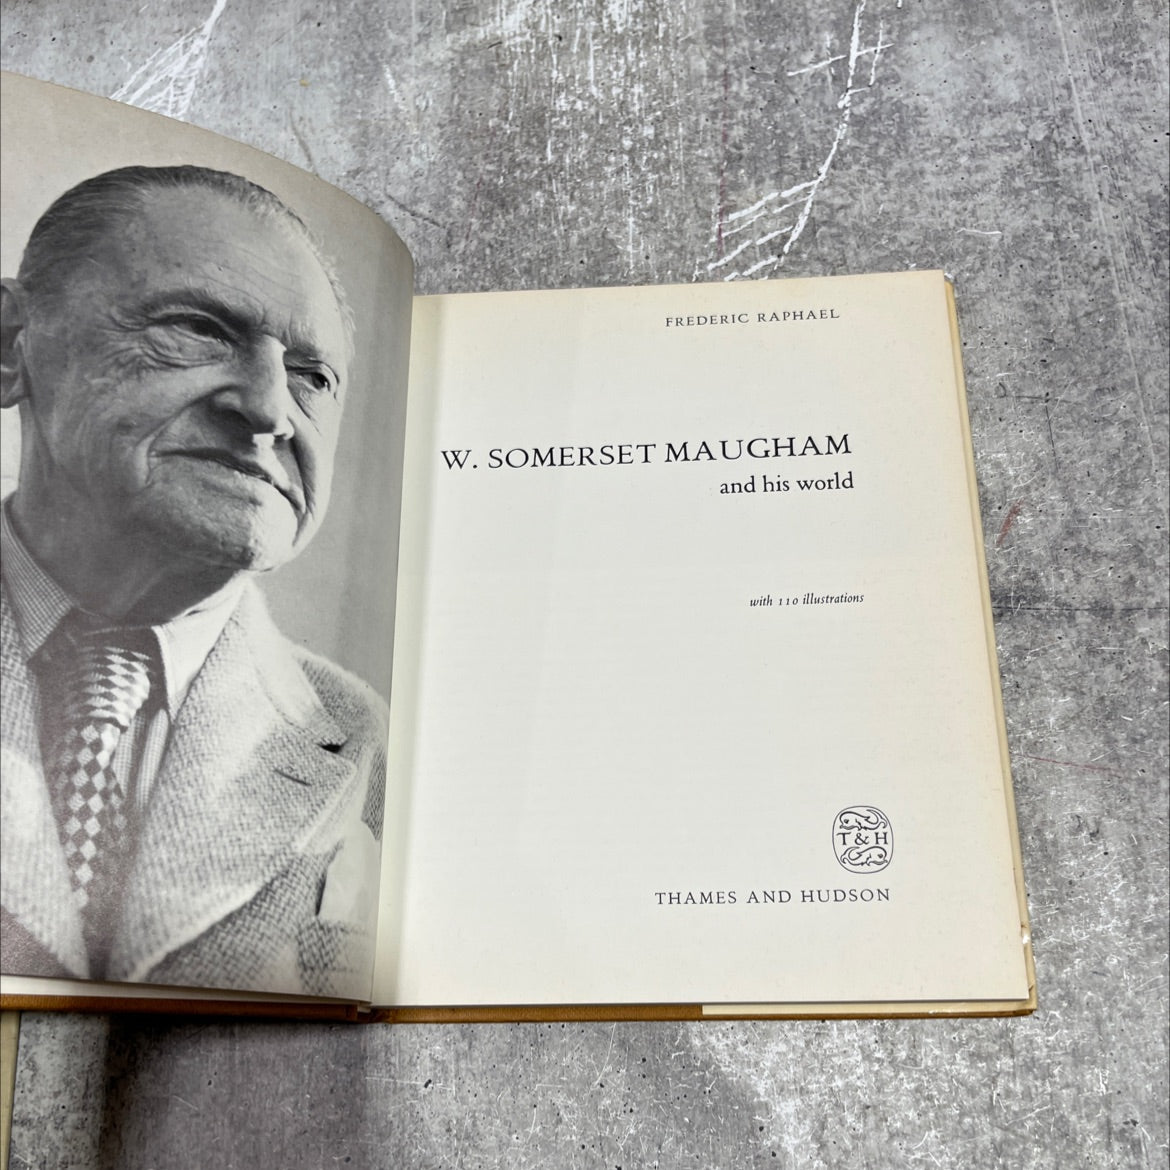 FREDERIC RAPHAEL
W. SOMERSET MAUGHAM
and his world
with 110 illustrations
T & H
THAMES AND HUDSON